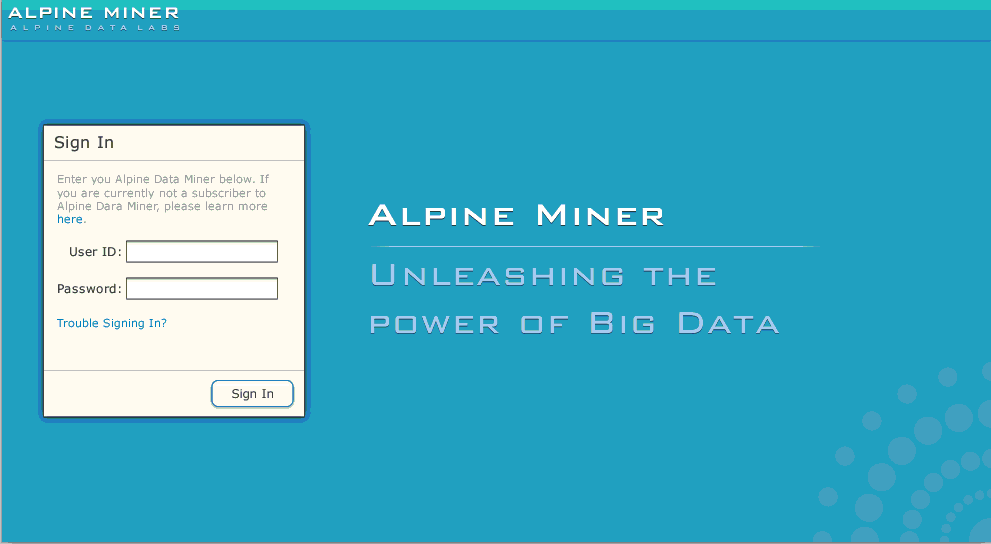 ALPINE MINER
ALPINE DATA LABS
Sign In
Enter you Alpine Data Miner below. If
you are currently not a subscriber to
Alpine Dara Miner, please learn more
here.
User ID:
Password:
Trouble Signing In?
Sign In
ALPINE MINER
UNLEASHING THE
POWER OF BIG DATA